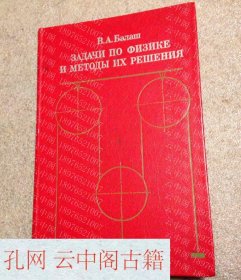 В.А.Балаш
ЗАДАЧИ ПО ФИЗИКЕ
И МЕТОДЫ ИХ РЕШЕНИЯ
孔网 云中阁古籍